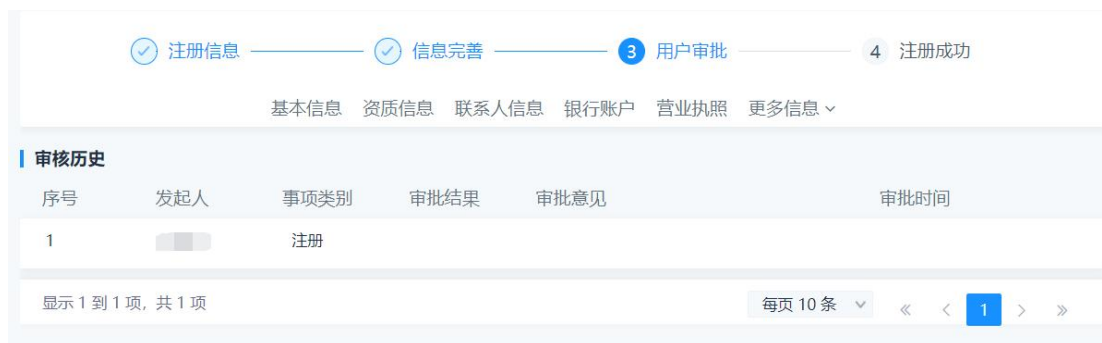 注册信息 信息完善 3 用户审批 4 注册成功
基本信息 资质信息 联系人信息 银行账户 营业执照 更多信息
审核历史
序号 发起人 事项类别 审批结果 审批意见 审批时间
1 注册
显示 1 到 1 项, 共 1 项 每页 10 条 « < 1 > »